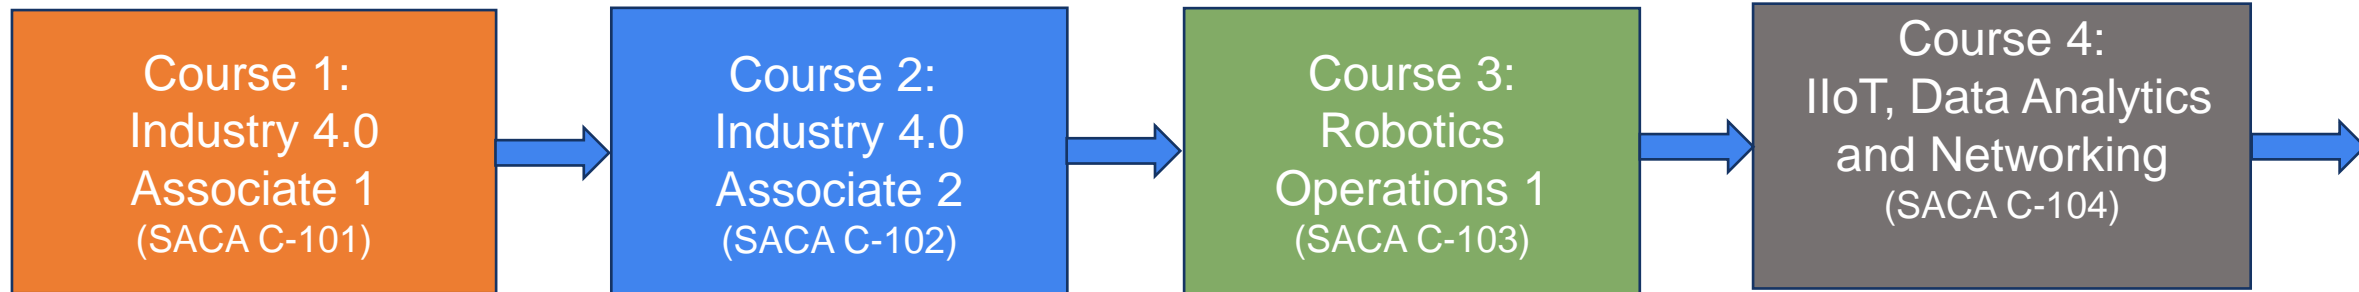 Course 1:
Industry 4.0
Associate 1
(SACA C-101)
Course 2:
Industry 4.0
Associate 2
(SACA C-102)
Course 3:
Robotics
Operations 1
(SACA C-103)
Course 4:
IIoT, Data Analytics
and Networking
(SACA C-104)